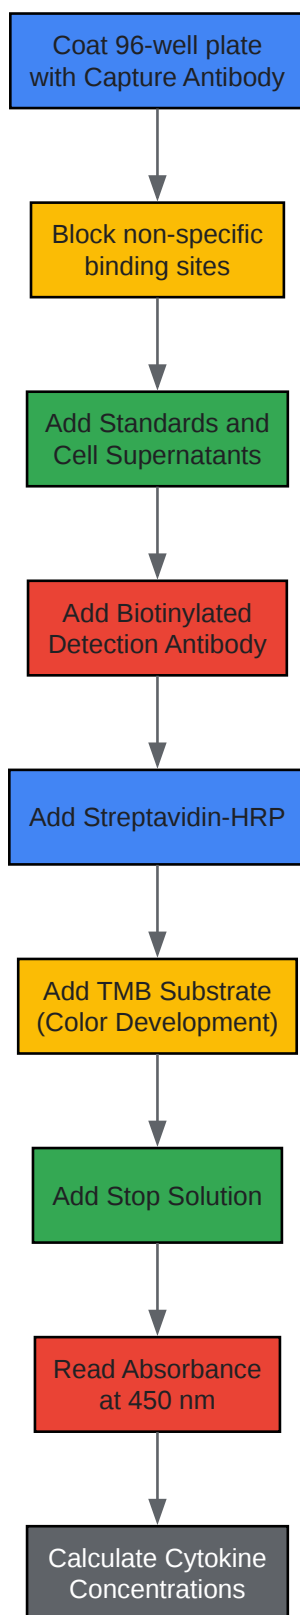 Coat 96-well plate
with Capture Antibody
Block non-specific
binding sites
Add Standards and
Cell Supernatants
Add Biotinylated
Detection Antibody
Add Streptavidin-HRP
Add TMB Substrate
(Color Development)
Add Stop Solution
Read Absorbance
at 450 nm
Calculate Cytokine
Concentrations